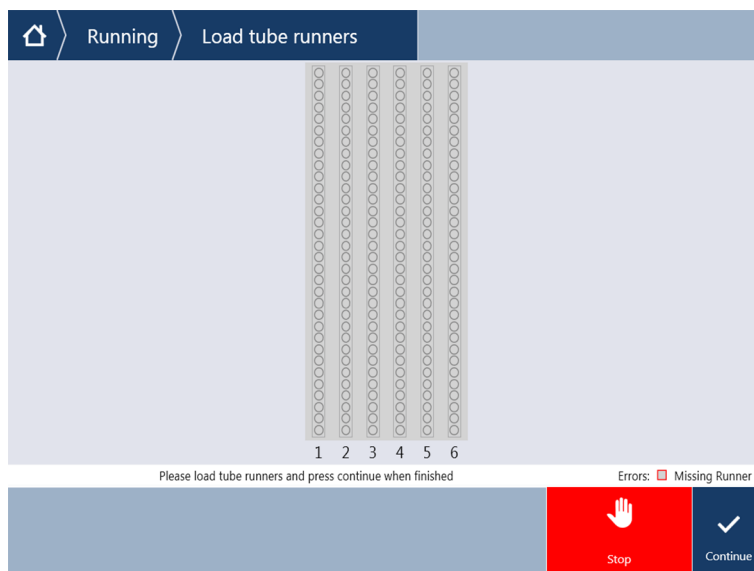 Running
Load tube runners
1 2 3 4 5 6
Please load tube runners and press continue when finished
Errors: Missing Runner
Stop
Continue